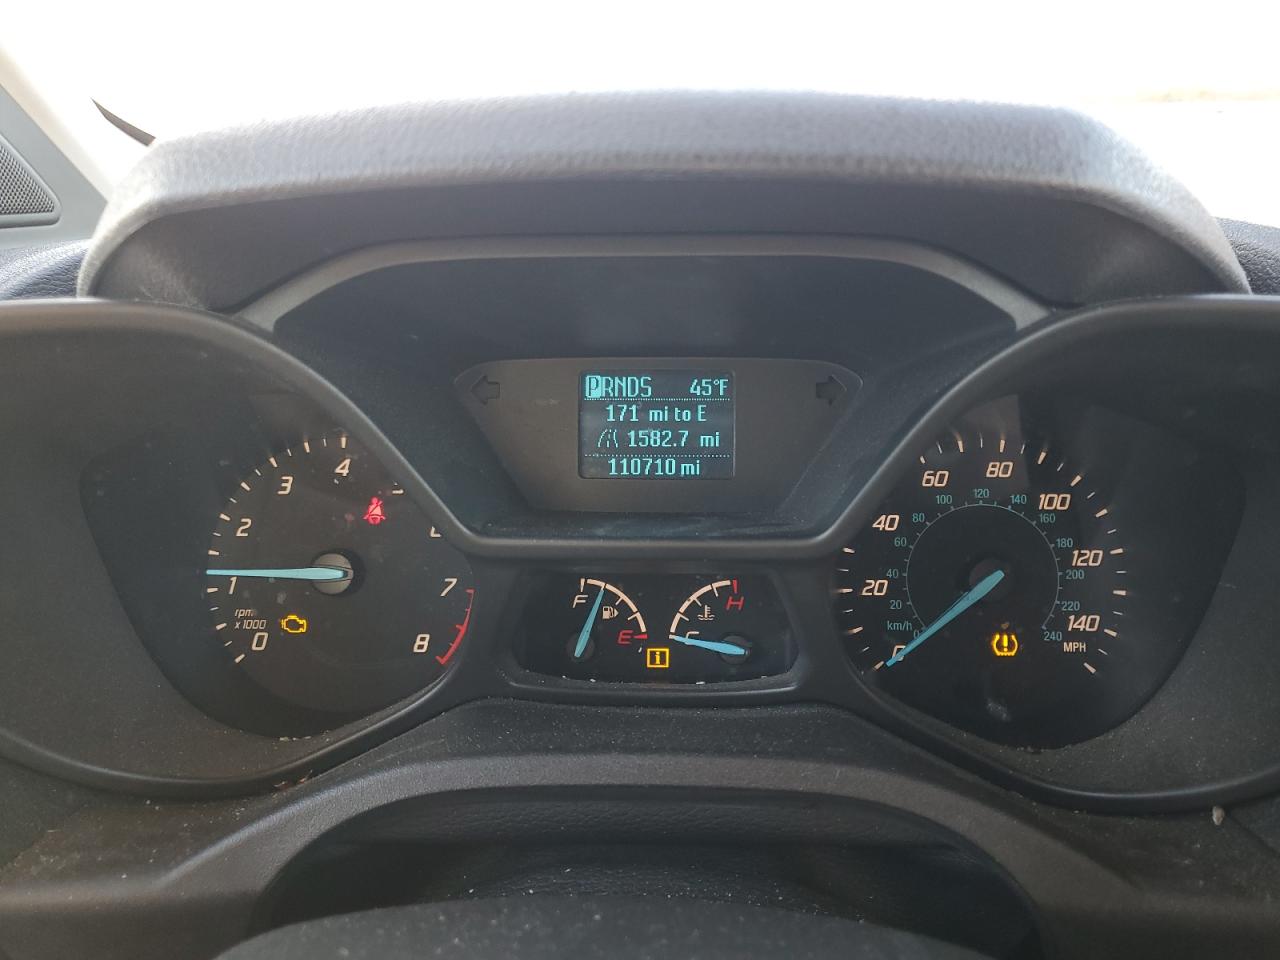 PRNDS 45°F
171 mi to E
1582.7 mi
110710 mi
0 1 2 3 4 7 8
rpm
x1000
F E
H
C
0 20 40 60 80 100 120 140
MPH
km/h
0 20 40 60 80 100 120 140 160 180 200 220 240
i